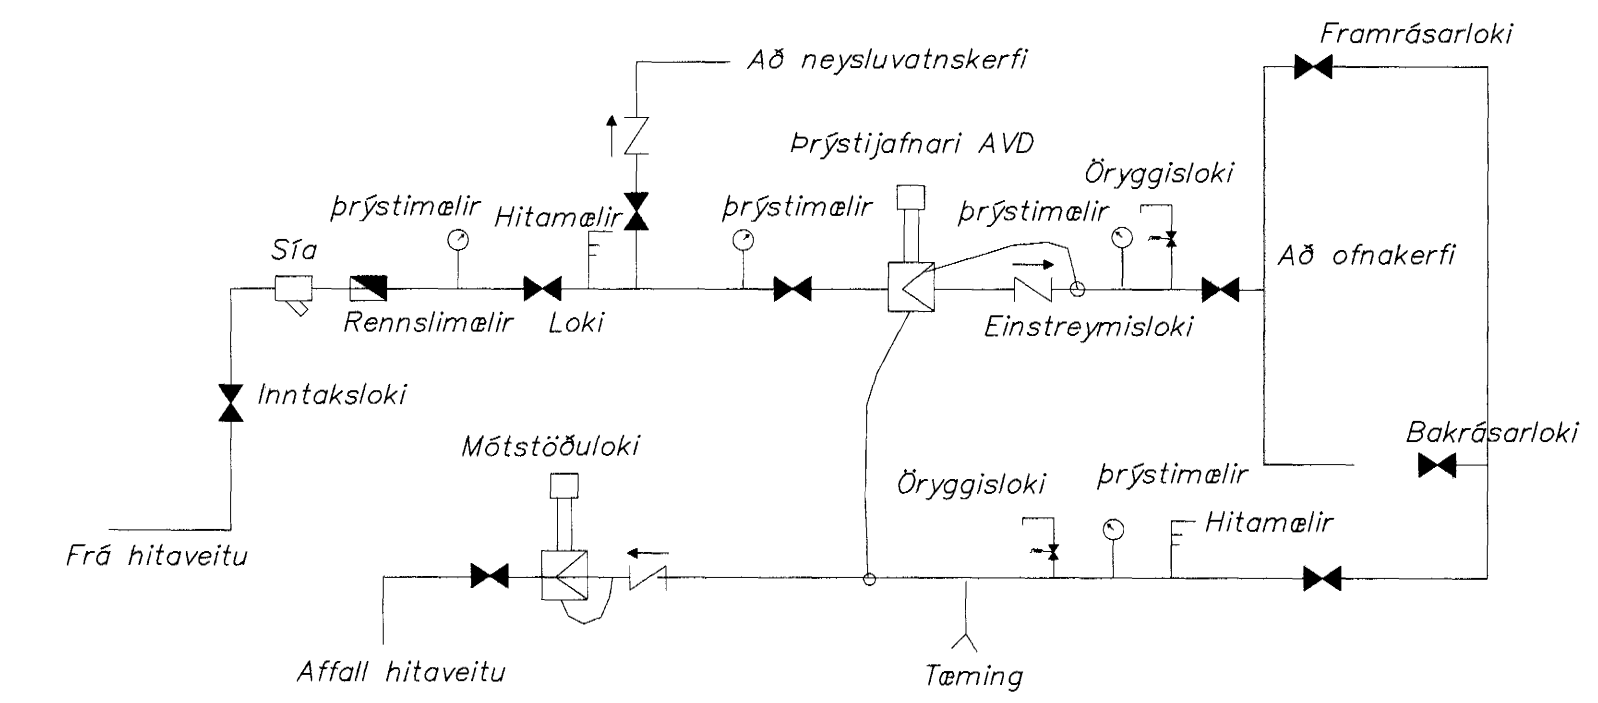 Framrásarloki
Að neysluvatnskerfi
Þrýstijafnari AVD
Öryggisloki
þrýstimælir
Hitamælir
þrýstimælir
þrýstimælir
Sía
Að ofnakerfi
Rennslimælir
Loki
Einstreymisloki
Inntaksloki
Bakrásarloki
Mótstöðuloki
Öryggisloki
þrýstimælir
Hitamælir
Frá hitaveitu
Affall hitaveitu
Tæming